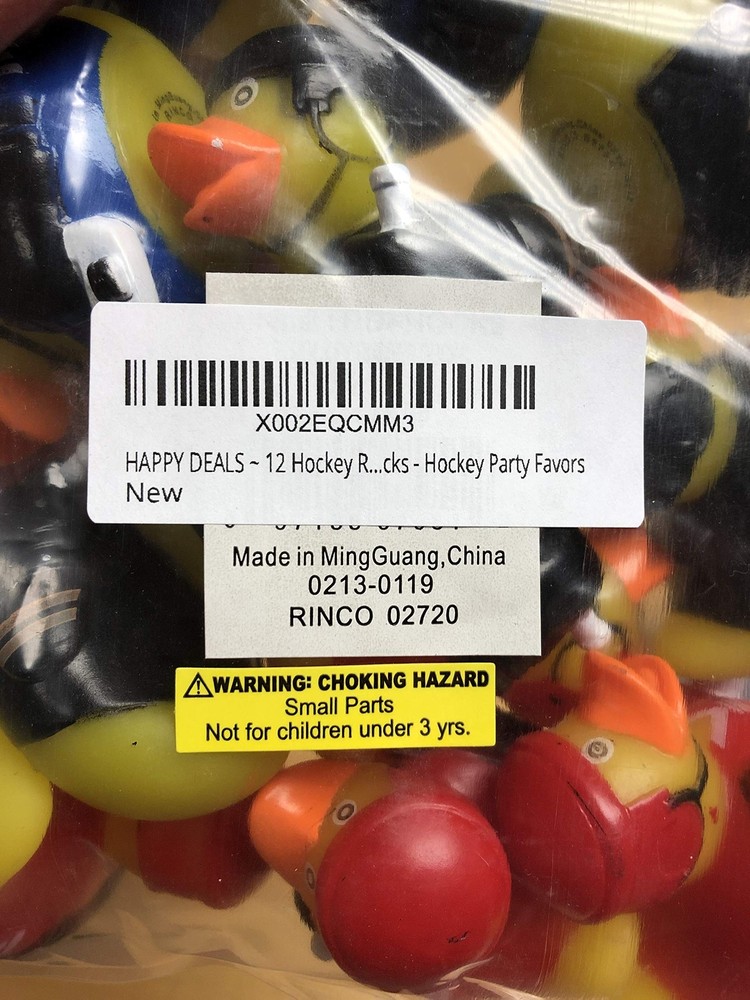 X002EQCMM3
HAPPY DEALS ~ 12 Hockey R...cks - Hockey Party Favors
New
Made in MingGuang,China
0213-0119
RINCO 02720
⚠WARNING: CHOKING HAZARD
Small Parts
Not for children under 3 yrs.